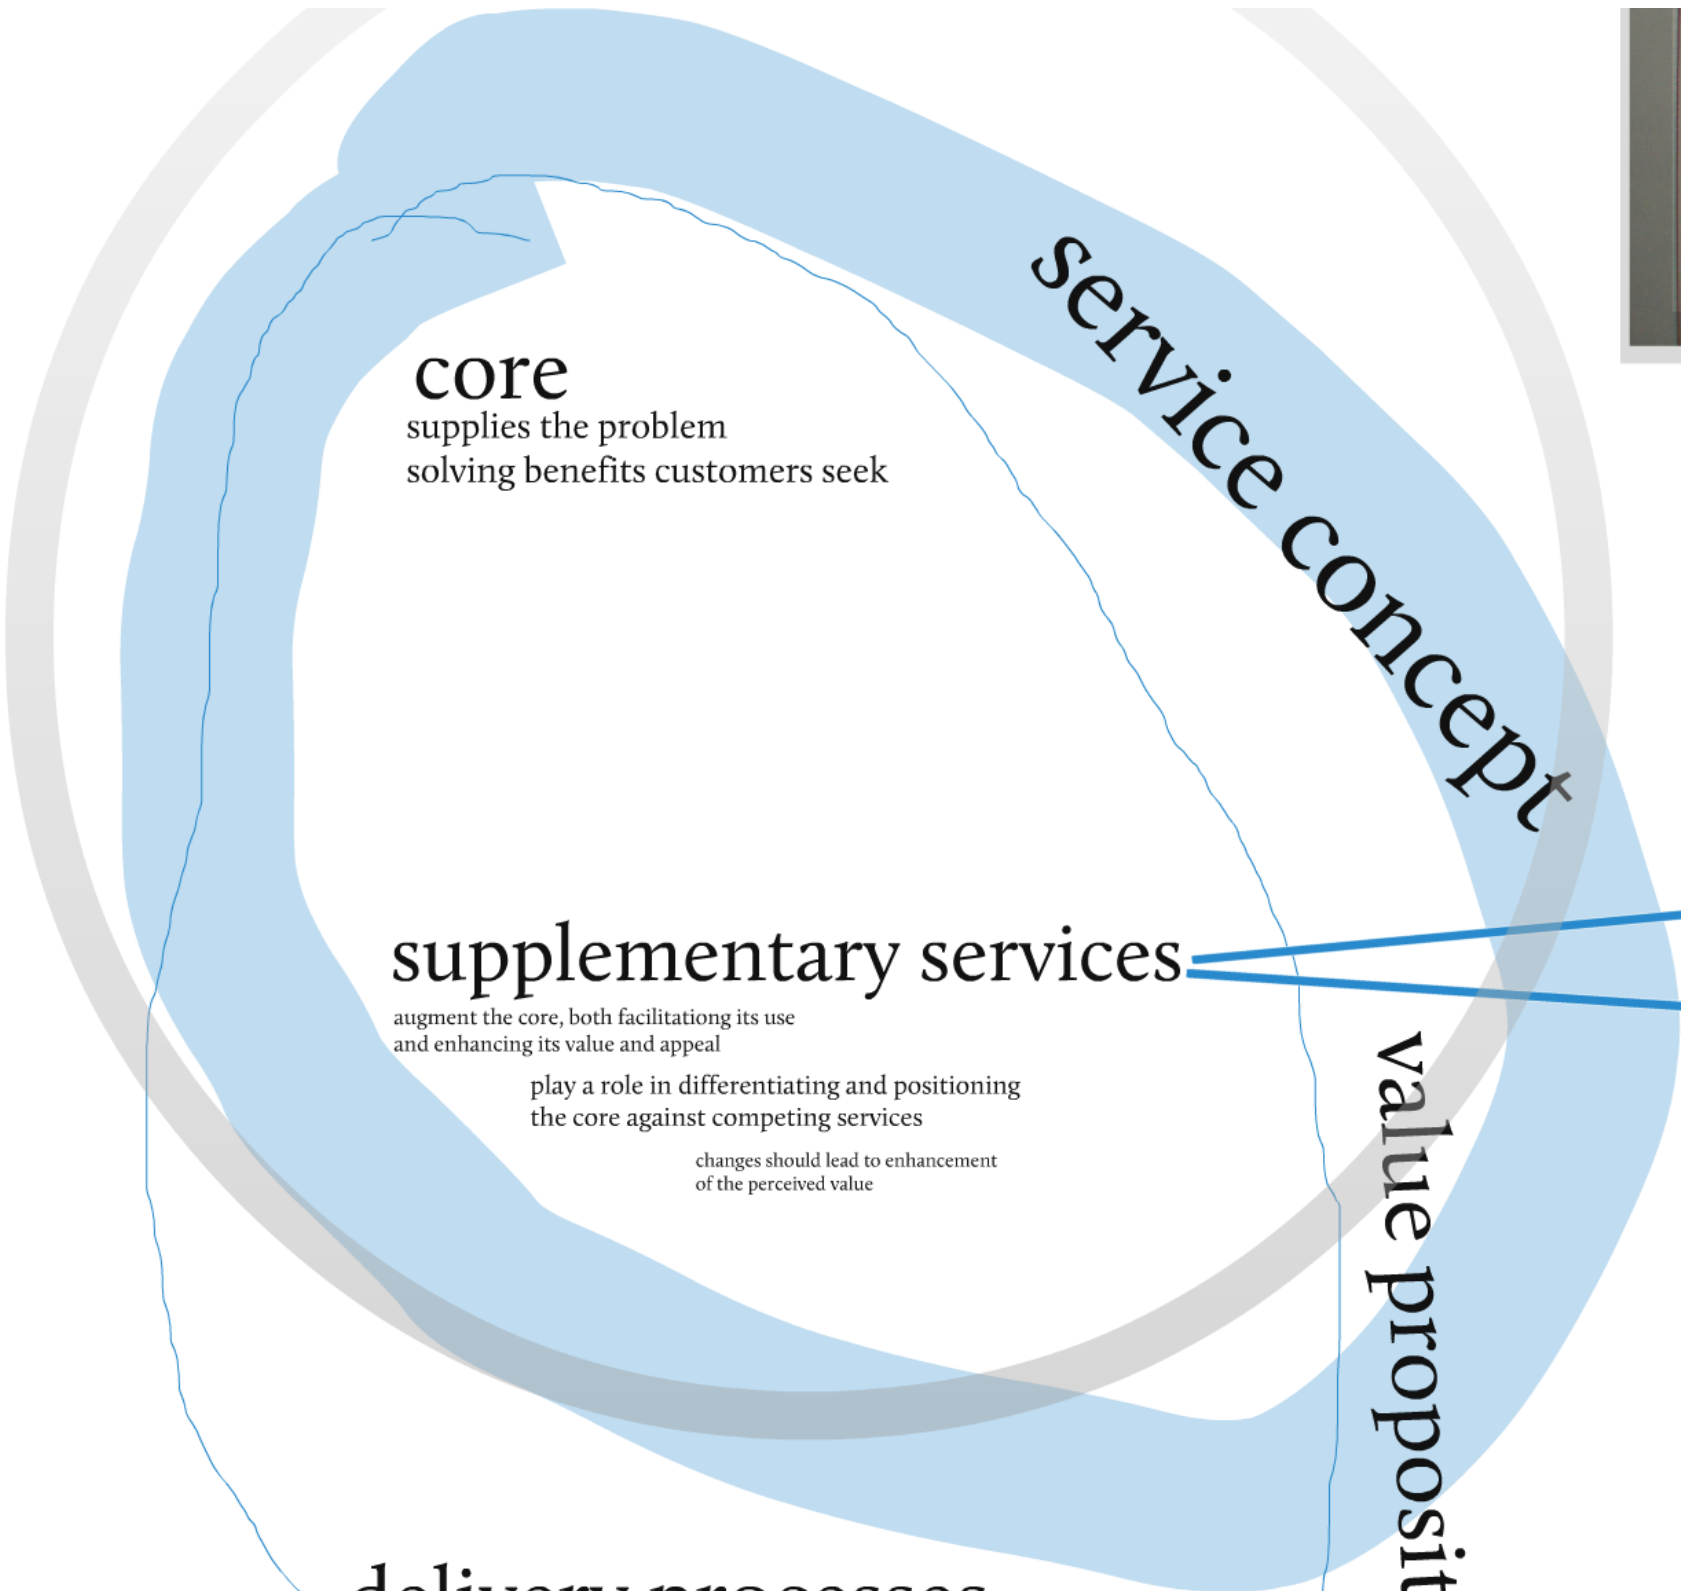 service concept
core
supplies the problem
solving benefits customers seek
supplementary services
augment the core, both facilitationg its use
and enhancing its value and appeal
play a role in differentiating and positioning
the core against competing services
changes should lead to enhancement
of the perceived value
value proposit
delivery processes